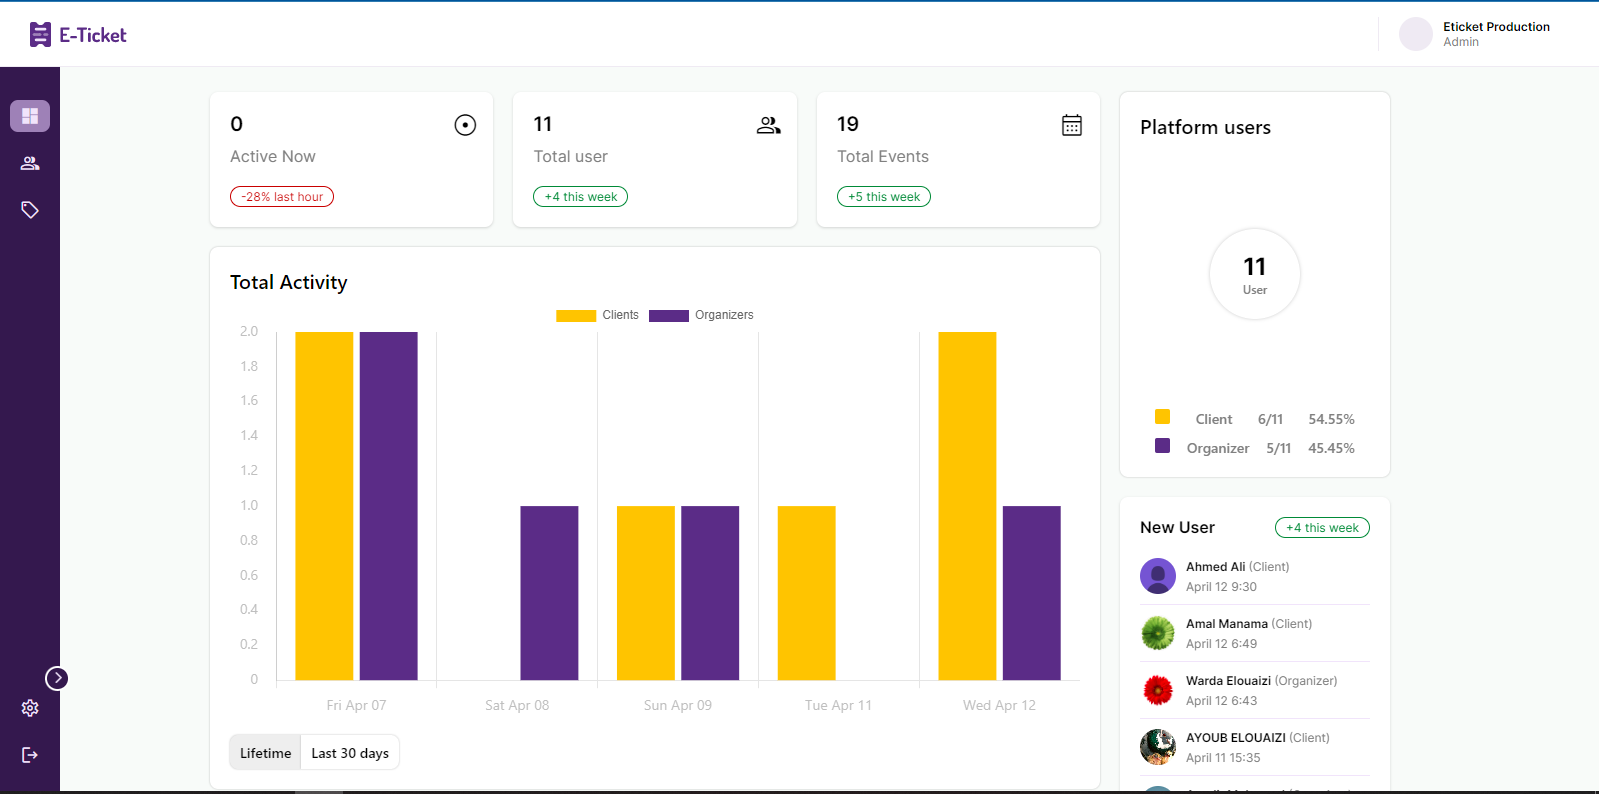 E-Ticket
Eticket Production
Admin
0
Active Now
-28% last hour
11
Total user
+4 this week
19
Total Events
+5 this week
Platform users
11
User
Client 6/11 54.55%
Organizer 5/11 45.45%
Total Activity
Clients Organizers
2.0
1.8
1.6
1.4
1.2
1.0
0.8
0.6
0.4
0.2
0
Fri Apr 07 Sat Apr 08 Sun Apr 09 Tue Apr 11 Wed Apr 12
Lifetime Last 30 days
New User +4 this week
Ahmed Ali (Client)
April 12 9:30
Amal Manama (Client)
April 12 6:49
Warda Elouaizi (Organizer)
April 12 6:43
AYOUB ELOUAIZI (Client)
April 11 15:35